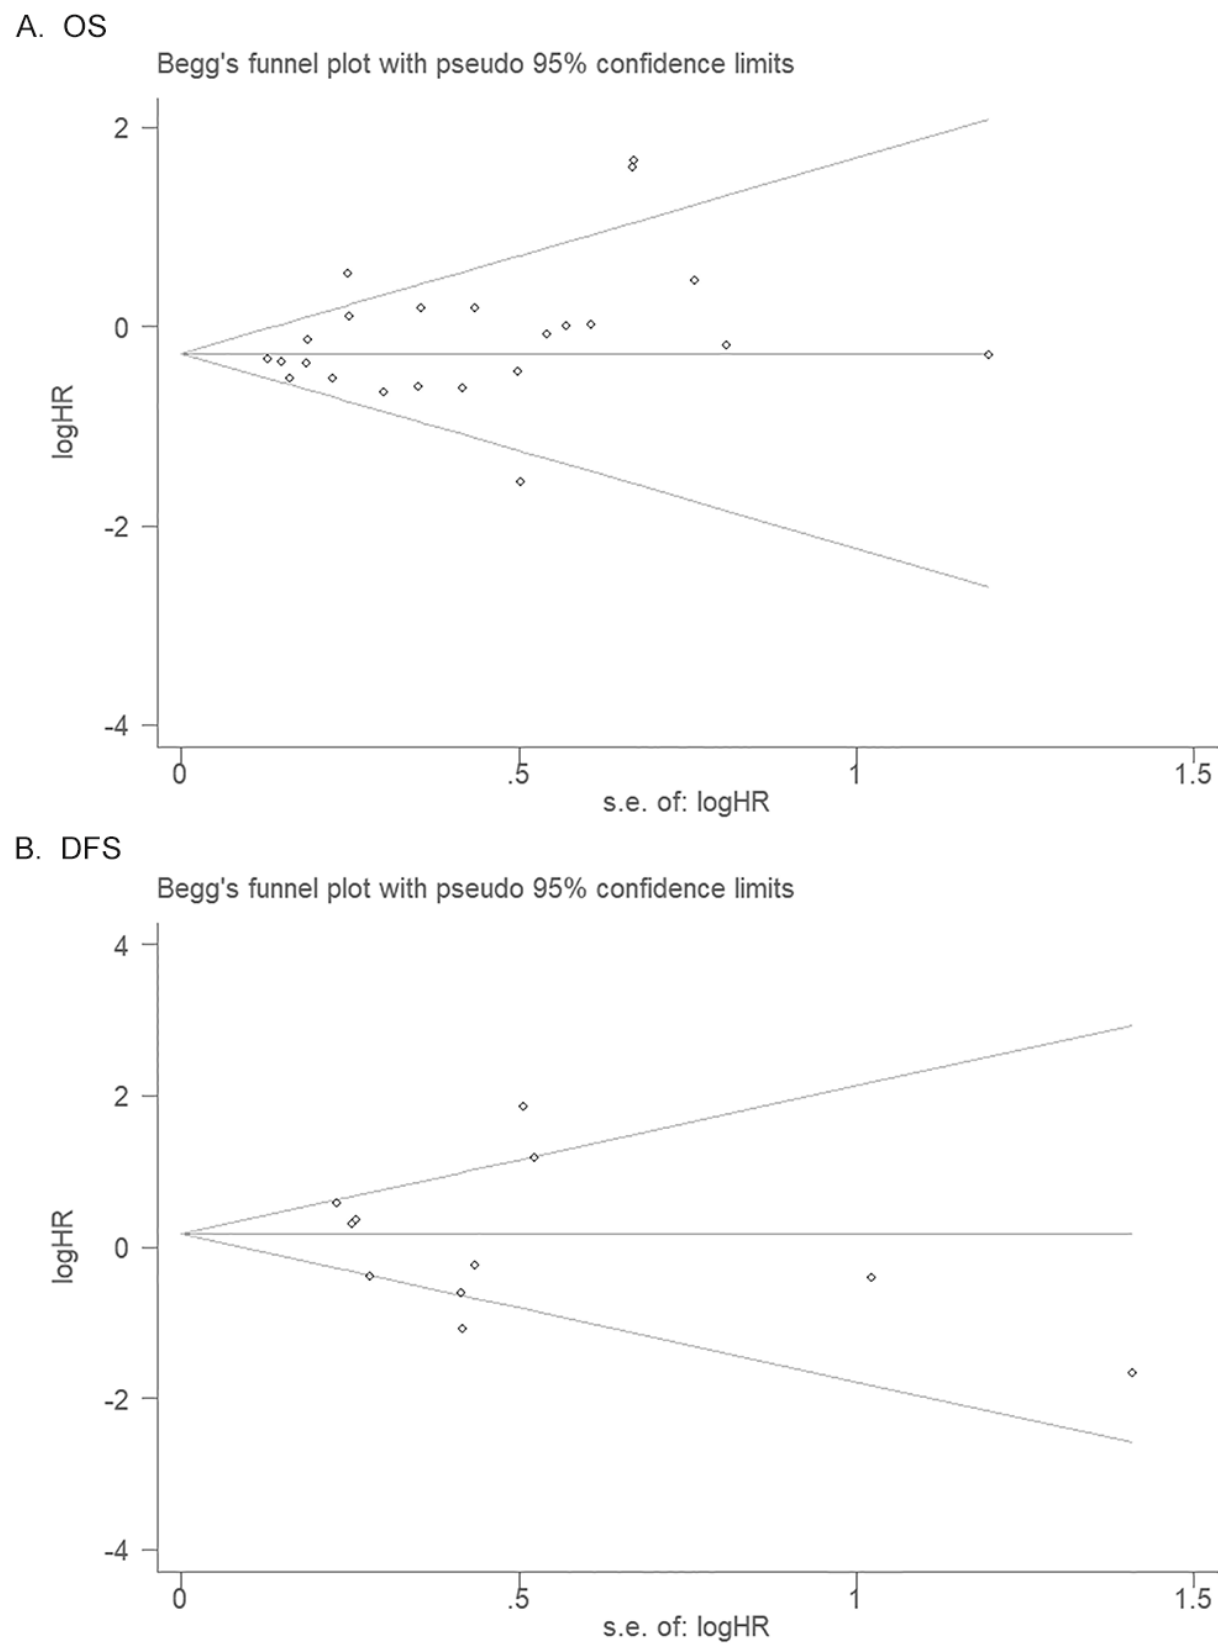 A. OS
Begg's funnel plot with pseudo 95% confidence limits
2
0
-2
-4
logHR
0 .5 1 1.5
s.e. of: logHR
B. DFS
Begg's funnel plot with pseudo 95% confidence limits
4
2
0
-2
-4
logHR
0 .5 1 1.5
s.e. of: logHR